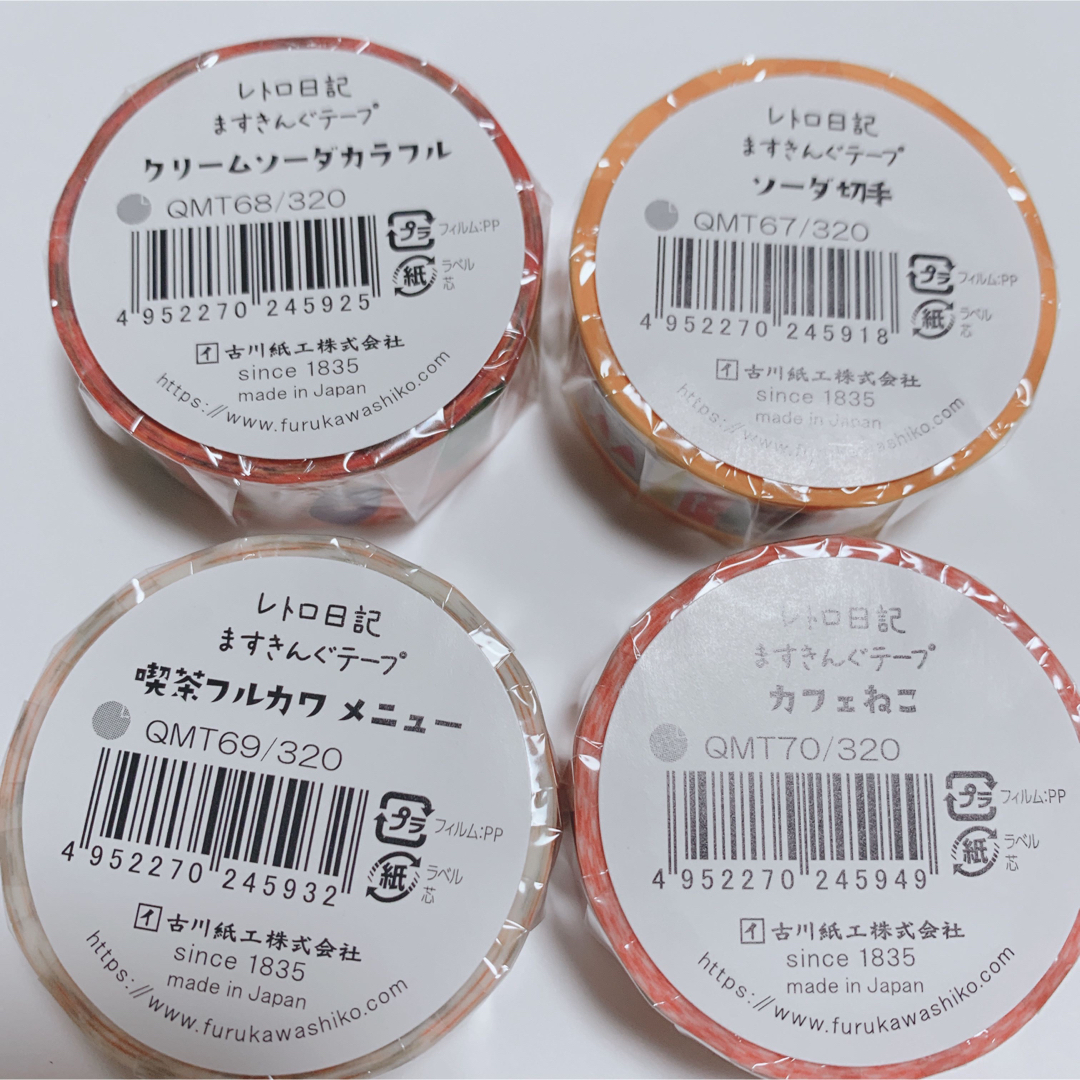 レトロ日記
ますきんぐテープ
クリームソーダカラフル
QMT68/320
プラ
フィルム:PP
紙
ラベル
芯
4 952270 245925
イ 古川紙工株式会社
since 1835
made in Japan
https://www.furukawashiko.com
レトロ日記
ますきんぐテープ
ソーダ切手
QMT67/320
プラ
フィルム:PP
紙
ラベル
芯
4 952270 245918
イ 古川紙工株式会社
since 1835
made in Japan
https://www.furukawashiko.com
レトロ日記
ますきんぐテープ
喫茶フルカワ メニュー
QMT69/320
プラ
フィルム:PP
紙
ラベル
芯
4 952270 245932
イ 古川紙工株式会社
since 1835
made in Japan
https://www.furukawashiko.com
レトロ日記
ますきんぐテープ
カフェねこ
QMT70/320
プラ
フィルム:PP
紙
ラベル
芯
4 952270 245949
イ 古川紙工株式会社
since 1835
made in Japan
https://www.furukawashiko.com